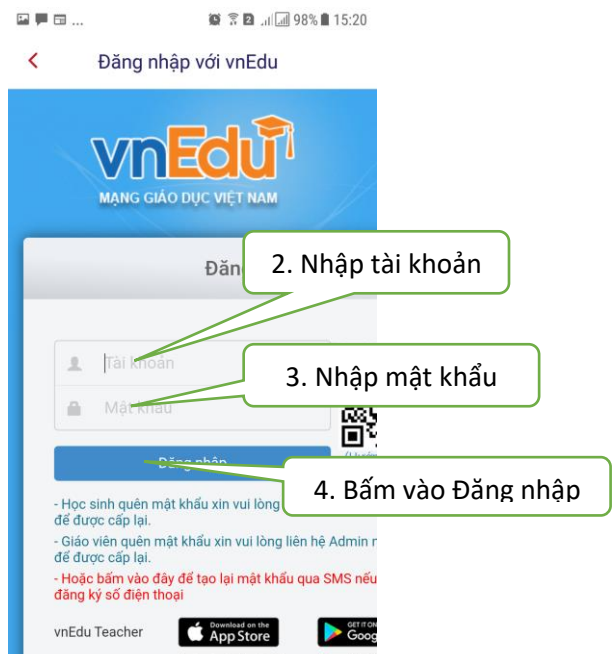 ... 98% 15:20
Đăng nhập với vnEdu
vnEdu
MẠNG GIÁO DỤC VIỆT NAM
2. Nhập tài khoản
Tài khoản
3. Nhập mật khẩu
Mật khẩu
Đăng nhập
4. Bấm vào Đăng nhập
- Học sinh quên mật khẩu xin vui lòng
để được cấp lại.
- Giáo viên quên mật khẩu xin vui lòng liên hệ Admin
để được cấp lại.
- Hoặc bấm vào đây để tạo lại mật khẩu qua SMS nếu
đăng ký số điện thoại
vnEdu Teacher
Download on the
App Store
GET IT ON